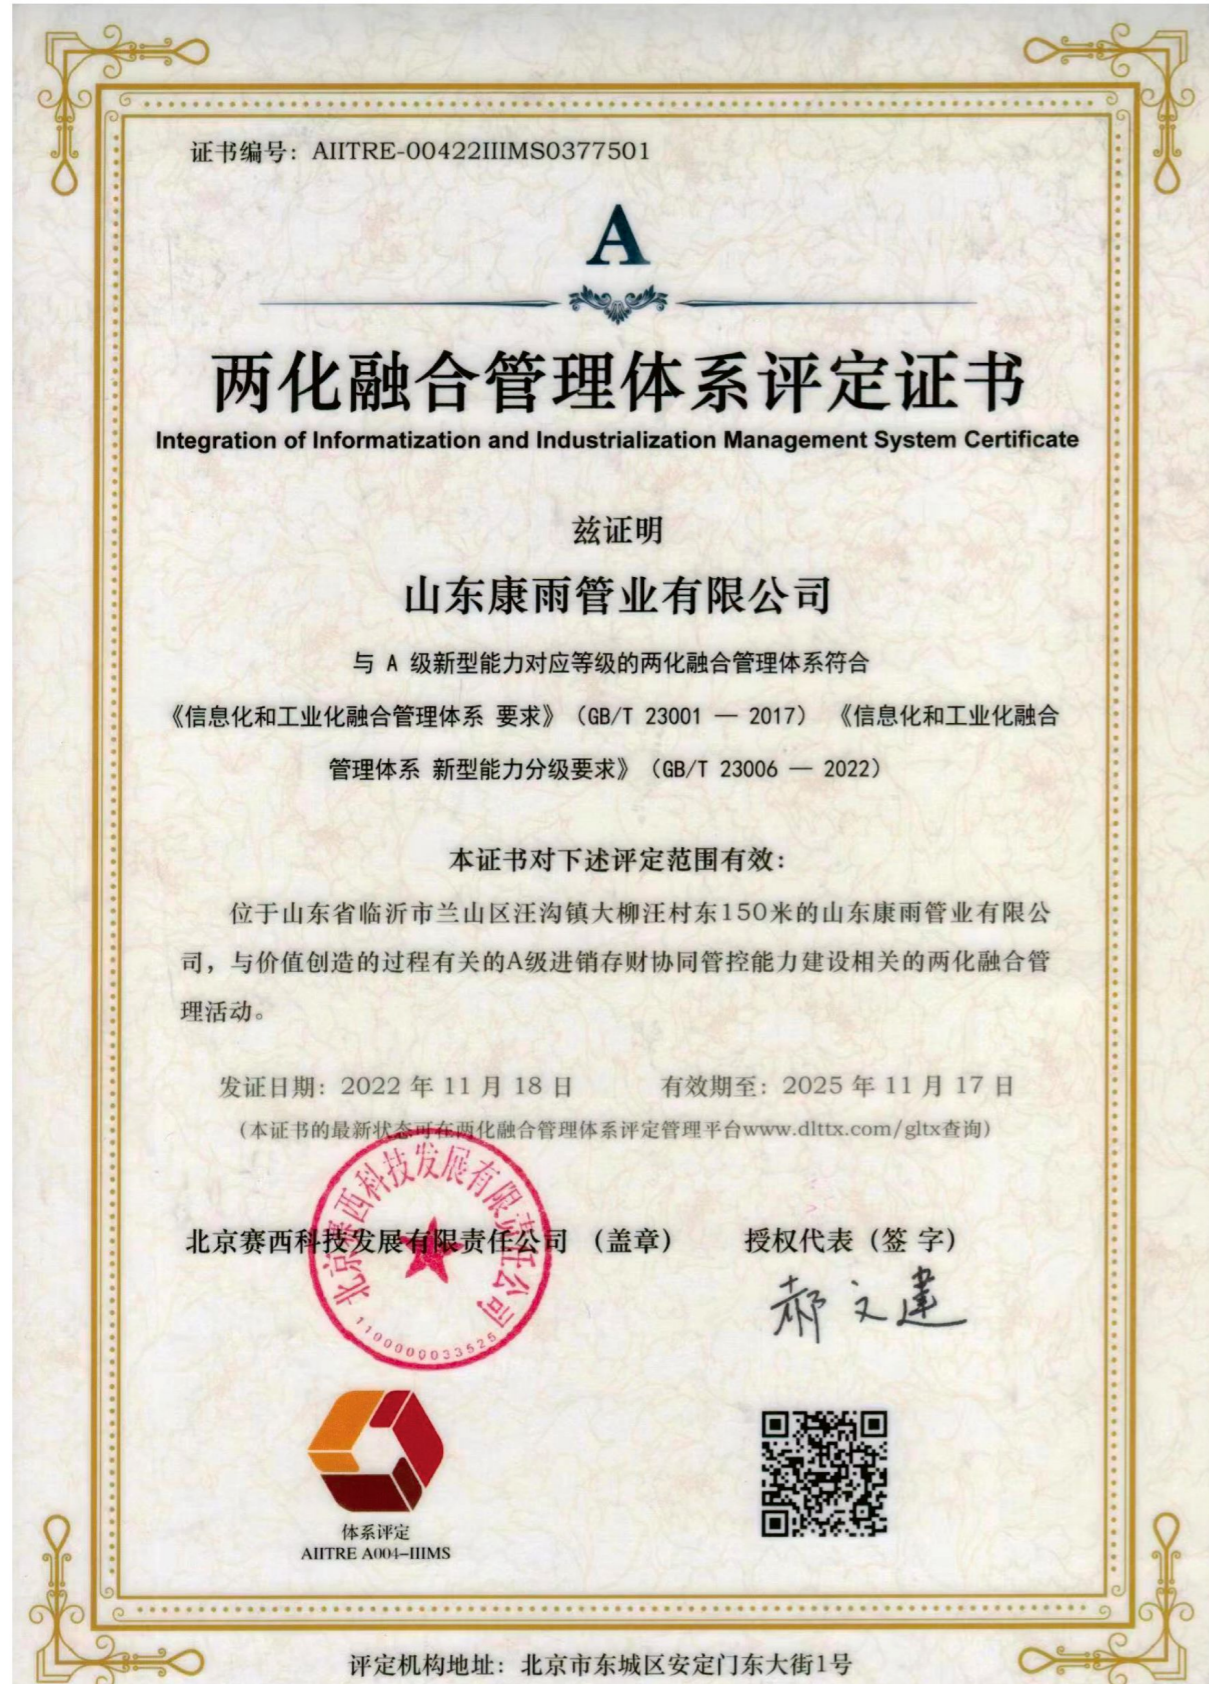 证书编号：AIITRE-00422IIIMS0377501
A
两化融合管理体系评定证书
Integration of Informatization and Industrialization Management System Certificate
兹证明
山东康雨管业有限公司
与 A 级新型能力对应等级的两化融合管理体系符合
《信息化和工业化融合管理体系 要求》（GB/T 23001 — 2017） 《信息化和工业化融合
管理体系 新型能力分级要求》（GB/T 23006 — 2022）
本证书对下述评定范围有效：
位于山东省临沂市兰山区汪沟镇大柳汪村东150米的山东康雨管业有限公
司，与价值创造的过程有关的A级进销存财协同管控能力建设相关的两化融合管
理活动。
发证日期：2022 年 11 月 18 日 有效期至：2025 年 11 月 17 日
（本证书的最新状态可在两化融合管理体系评定管理平台www.dlttx.com/gltx查询）
北京赛西科技发展有限责任公司 （盖章） 授权代表（签 字）
北京赛西科技发展有限责任公司
1100000033525
郝文建
体系评定
AIITRE A004-IIIMS
评定机构地址：北京市东城区安定门东大街1号